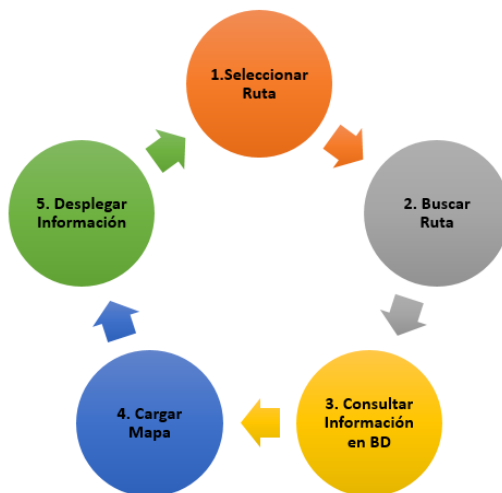 1.Seleccionar
Ruta
2. Buscar
Ruta
3. Consultar
Información
en BD
4. Cargar
Mapa
5. Desplegar
Información